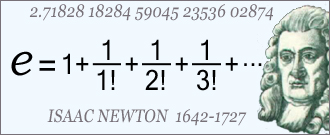 2.71828 18284 59045 23536 02874
e = 1 + 1/1! + 1/2! + 1/3! + ···
ISAAC NEWTON 1642-1727